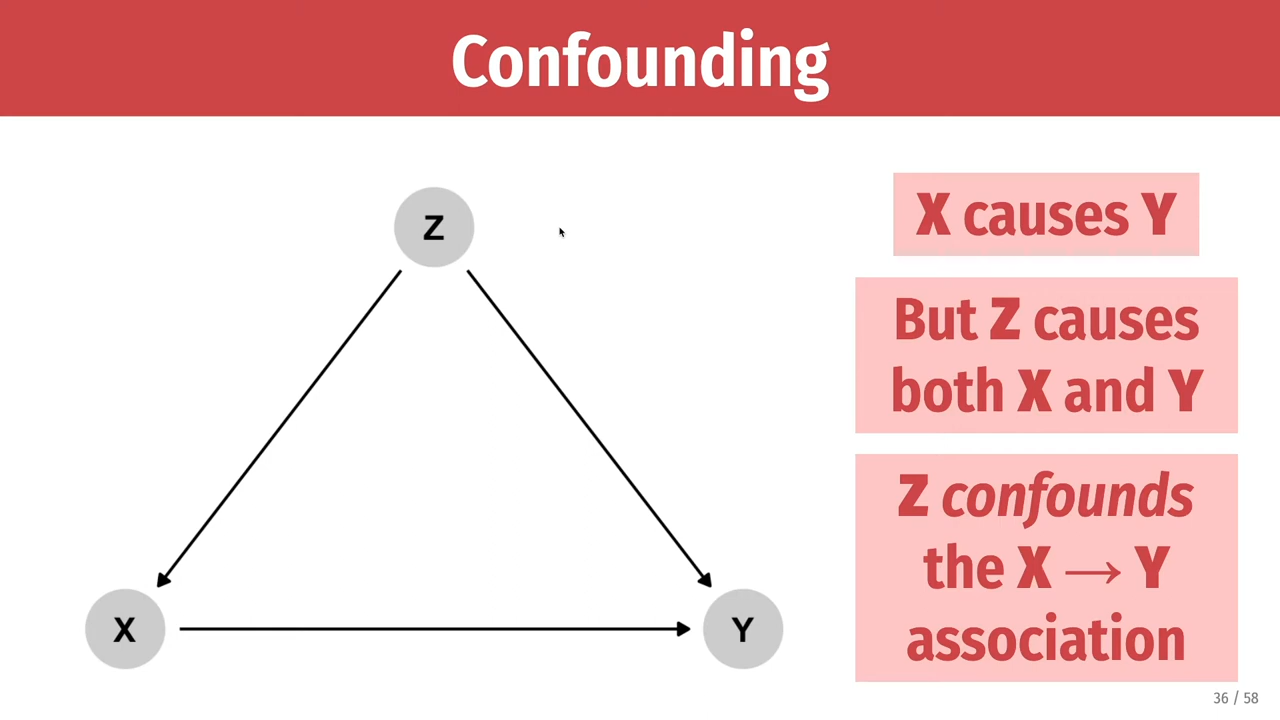 Confounding
Z
X
Y
X causes Y
But Z causes
both X and Y
Z confounds
the X → Y
association
36 / 58